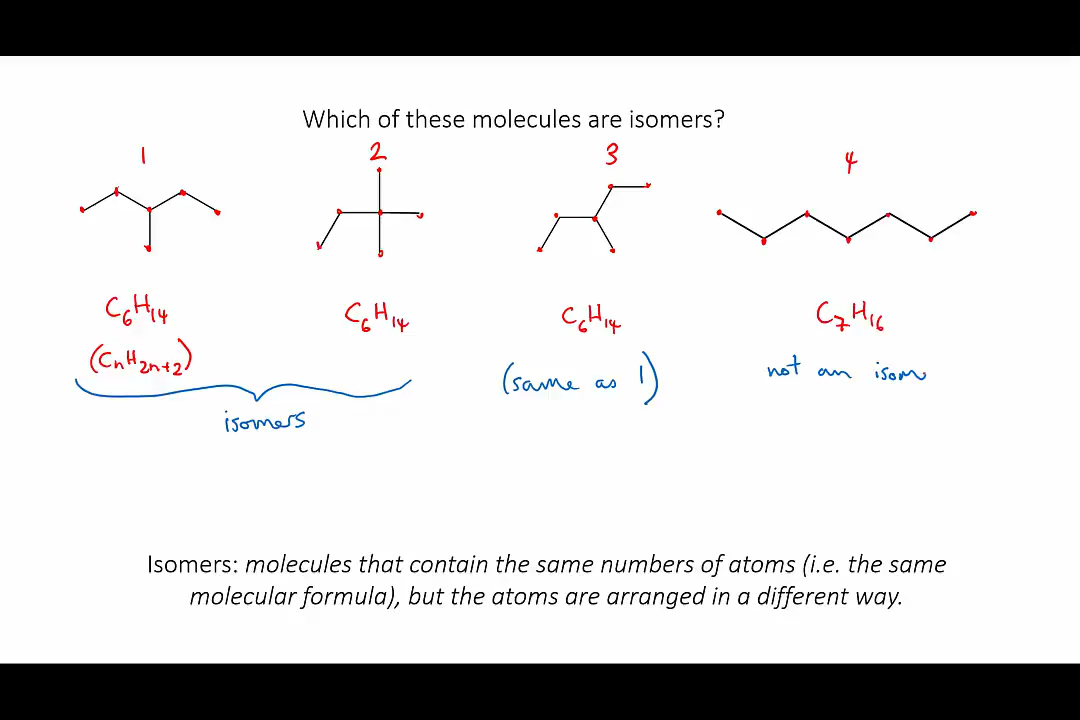 Which of these molecules are isomers?
1 2 3 4
C₆H₁₄ C₆H₁₄ C₆H₁₄ C₇H₁₆
(CₙH₂ₙ₊₂) (same as 1) not an isom
isomers
Isomers: molecules that contain the same numbers of atoms (i.e. the same
molecular formula), but the atoms are arranged in a different way.